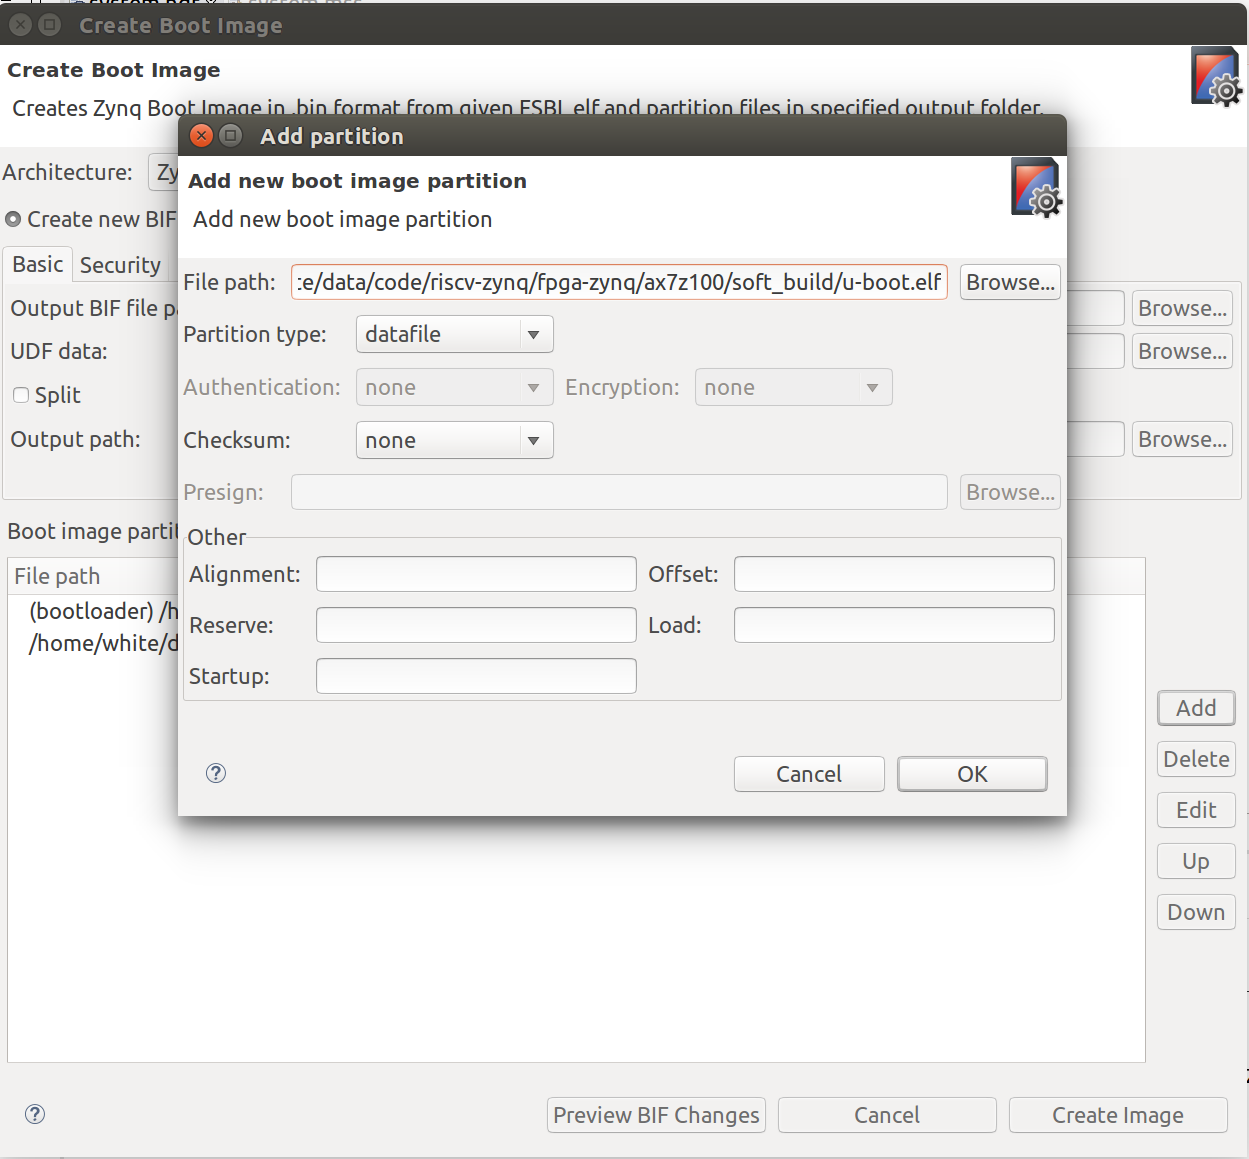 Create Boot Image
Create Boot Image
Creates Zynq Boot Image in .bin format from given FSBL elf and partition files in specified output folder.
Add partition
Add new boot image partition
Add new boot image partition
Architecture: Zy
Create new BIF
Basic Security
File path: :e/data/code/riscv-zynq/fpga-zynq/ax7z100/soft_build/u-boot.elf Browse...
Output BIF file pa Browse...
Partition type: datafile
UDF data: Browse...
Authentication: none Encryption: none
Split
Checksum: none
Output path: Browse...
Presign: Browse...
Boot image partit
Other
File path
Alignment: Offset:
(bootloader) /h
Reserve: Load:
/home/white/d
Startup:
Add
Delete
Cancel OK
Edit
Up
Down
Preview BIF Changes Cancel Create Image